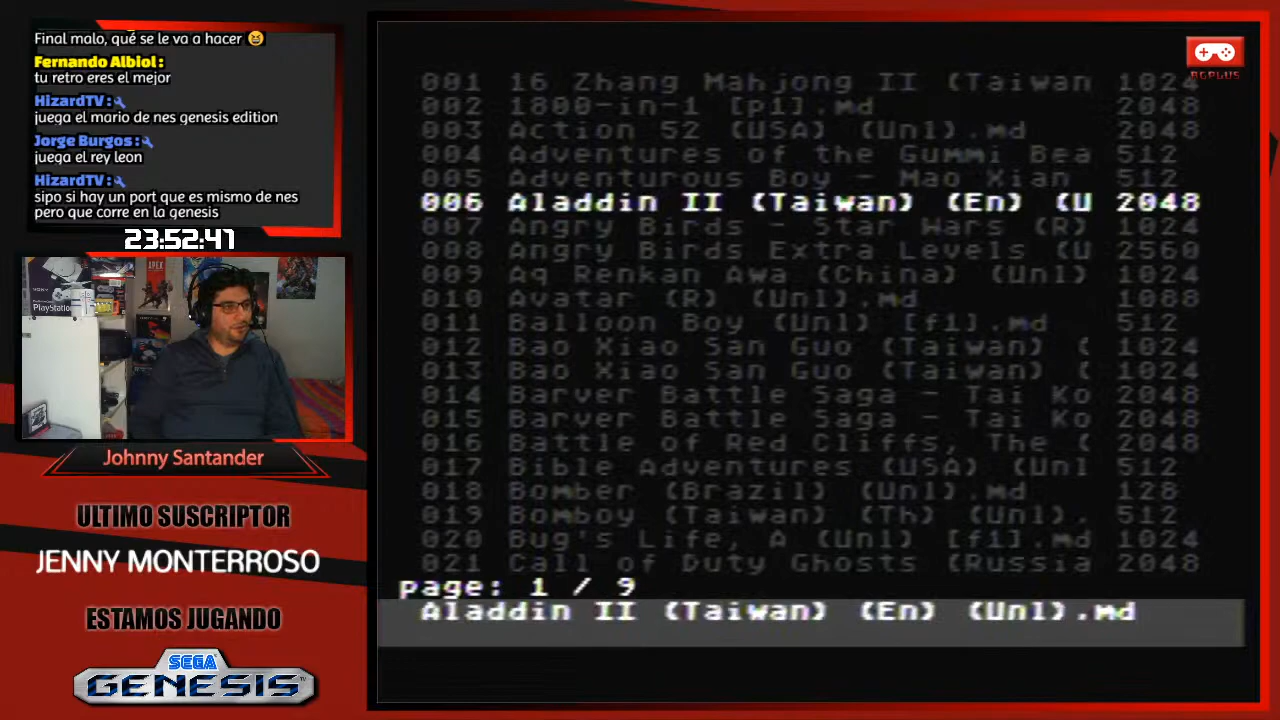 Final malo, qué se le va a hacer 😆
Fernando Albiol :
tu retro eres el mejor
HizardTV :
juega el mario de nes genesis edition
Jorge Burgos :
juega el rey leon
HizardTV :
sipo si hay un port que es mismo de nes
pero que corre en la genesis
23:52:41
PlayStation
Johnny Santander
ULTIMO SUSCRIPTOR
JENNY MONTERROSO
ESTAMOS JUGANDO
SEGA
GENESIS
RGPLUS
001 16 Zhang Mahjong II (Taiwan 1024
002 1800-in-1 [p1].md 2048
003 Action 52 (USA) (Unl).md 2048
004 Adventures of the Gummi Bea 512
005 Adventurous Boy - Mao Xian 512
006 Aladdin II (Taiwan) (En) (U 2048
007 Angry Birds - Star Wars (R) 1024
008 Angry Birds Extra Levels (U 2560
009 Aq Renkan Awa (China) (Unl) 1024
010 Avatar (R) (Unl).md 1088
011 Balloon Boy (Unl) [f1].md 512
012 Bao Xiao San Guo (Taiwan) ( 1024
013 Bao Xiao San Guo (Taiwan) ( 1024
014 Barver Battle Saga - Tai Ko 2048
015 Barver Battle Saga - Tai Ko 2048
016 Battle of Red Cliffs, The ( 2048
017 Bible Adventures (USA) (Unl 512
018 Bomber (Brazil) (Unl).md 128
019 Bomboy (Taiwan) (Th) (Unl). 512
020 Bug's Life, A (Unl) [f1].md 1024
021 Call of Duty Ghosts (Russia 2048
page: 1 / 9
Aladdin II (Taiwan) (En) (Unl).md